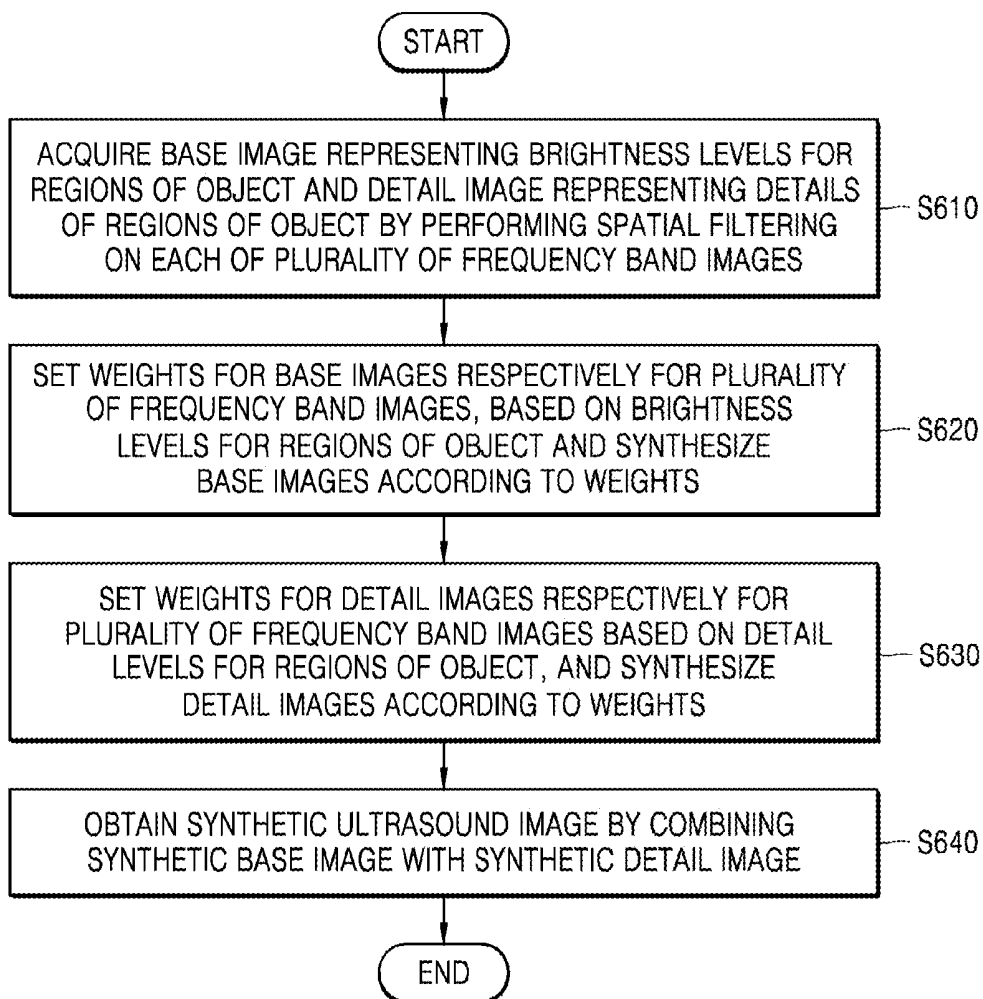 START
ACQUIRE BASE IMAGE REPRESENTING BRIGHTNESS LEVELS FOR
REGIONS OF OBJECT AND DETAIL IMAGE REPRESENTING DETAILS
OF REGIONS OF OBJECT BY PERFORMING SPATIAL FILTERING
ON EACH OF PLURALITY OF FREQUENCY BAND IMAGES
S610
SET WEIGHTS FOR BASE IMAGES RESPECTIVELY FOR PLURALITY
OF FREQUENCY BAND IMAGES, BASED ON BRIGHTNESS
LEVELS FOR REGIONS OF OBJECT AND SYNTHESIZE
BASE IMAGES ACCORDING TO WEIGHTS
S620
SET WEIGHTS FOR DETAIL IMAGES RESPECTIVELY FOR
PLURALITY OF FREQUENCY BAND IMAGES BASED ON DETAIL
LEVELS FOR REGIONS OF OBJECT, AND SYNTHESIZE
DETAIL IMAGES ACCORDING TO WEIGHTS
S630
OBTAIN SYNTHETIC ULTRASOUND IMAGE BY COMBINING
SYNTHETIC BASE IMAGE WITH SYNTHETIC DETAIL IMAGE
S640
END